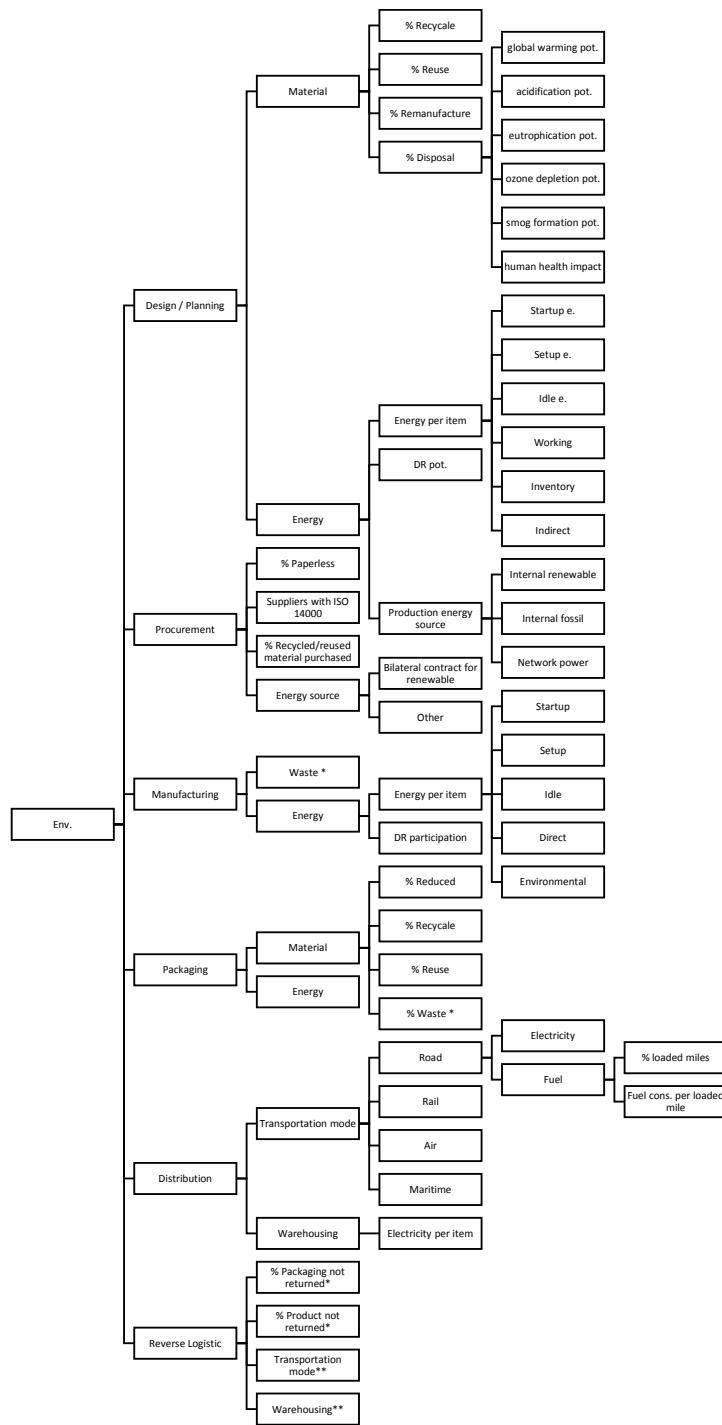 Env.
Design / Planning
Material
% Recycale
% Reuse
% Remanufacture
% Disposal
global warming pot.
acidification pot.
eutrophication pot.
ozone depletion pot.
smog formation pot.
human health impact
Energy
Energy per item
Startup e.
Setup e.
Idle e.
Working
Inventory
Indirect
DR pot.
Production energy
source
Internal renewable
Internal fossil
Network power
Procurement
% Paperless
Suppliers with ISO
14000
% Recycled/reused
material purchased
Energy source
Bilateral contract for
renewable
Other
Manufacturing
Waste *
Energy
Energy per item
Startup
Setup
Idle
Direct
Environmental
DR participation
Packaging
Material
% Reduced
% Recycale
% Reuse
% Waste *
Energy
Distribution
Transportation mode
Road
Electricity
Fuel
% loaded miles
Fuel cons. per loaded
mile
Rail
Air
Maritime
Warehousing
Electricity per item
Reverse Logistic
% Packaging not
returned*
% Product not
returned*
Transportation
mode**
Warehousing**